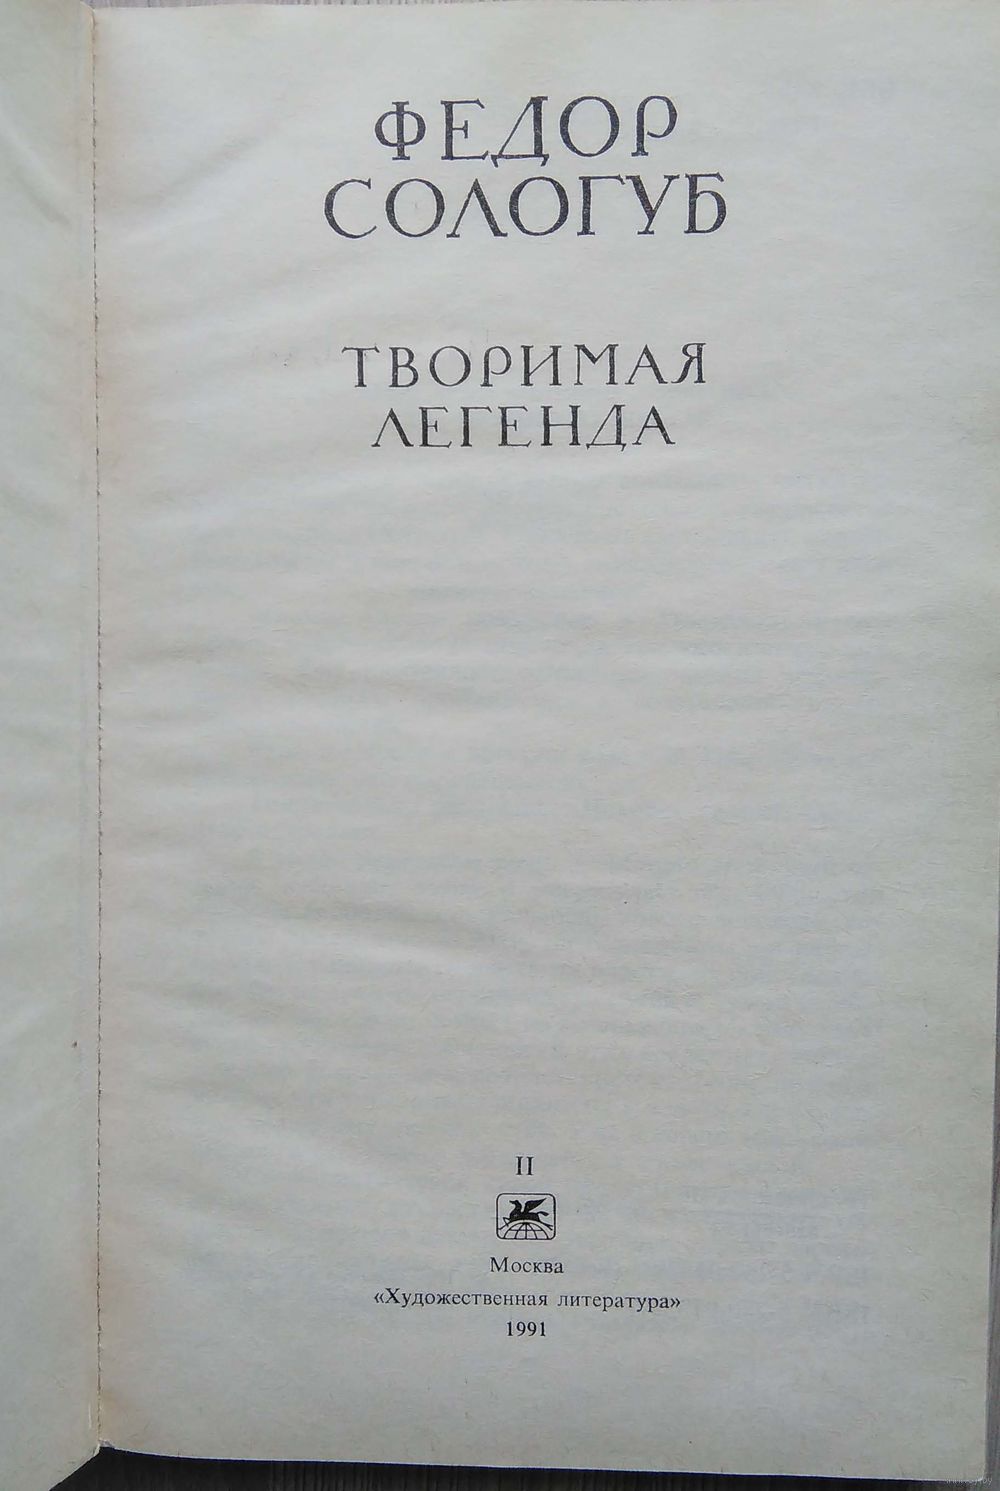 ФЕДОР
СОЛОГУБ
ТВОРИМАЯ
ЛЕГЕНДА
II
Москва
«Художественная литература»
1991